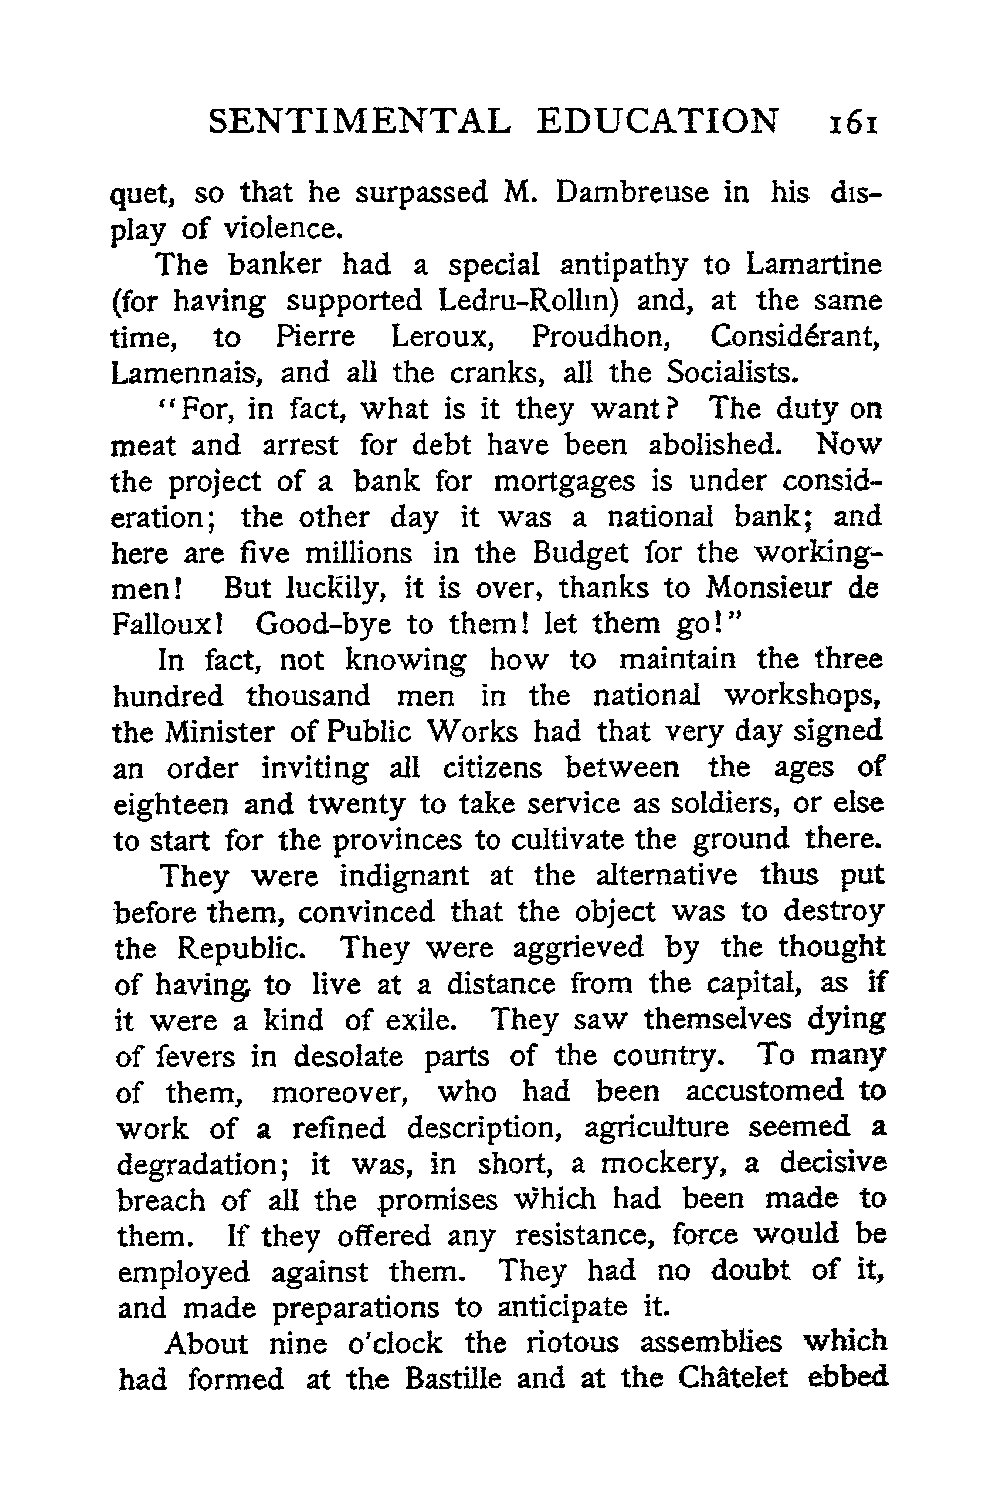 SENTIMENTAL EDUCATION 161
quet, so that he surpassed M. Dambreuse in his dis-
play of violence.
The banker had a special antipathy to Lamartine
(for having supported Ledru-Rollin) and, at the same
time, to Pierre Leroux, Proudhon, Considérant,
Lamennais, and all the cranks, all the Socialists.
"For, in fact, what is it they want? The duty on
meat and arrest for debt have been abolished. Now
the project of a bank for mortgages is under consid-
eration; the other day it was a national bank; and
here are five millions in the Budget for the working-
men! But luckily, it is over, thanks to Monsieur de
Falloux! Good-bye to them! let them go!"
In fact, not knowing how to maintain the three
hundred thousand men in the national workshops,
the Minister of Public Works had that very day signed
an order inviting all citizens between the ages of
eighteen and twenty to take service as soldiers, or else
to start for the provinces to cultivate the ground there.
They were indignant at the alternative thus put
before them, convinced that the object was to destroy
the Republic. They were aggrieved by the thought
of having to live at a distance from the capital, as if
it were a kind of exile. They saw themselves dying
of fevers in desolate parts of the country. To many
of them, moreover, who had been accustomed to
work of a refined description, agriculture seemed a
degradation; it was, in short, a mockery, a decisive
breach of all the promises which had been made to
them. If they offered any resistance, force would be
employed against them. They had no doubt of it,
and made preparations to anticipate it.
About nine o'clock the riotous assemblies which
had formed at the Bastille and at the Châtelet ebbed